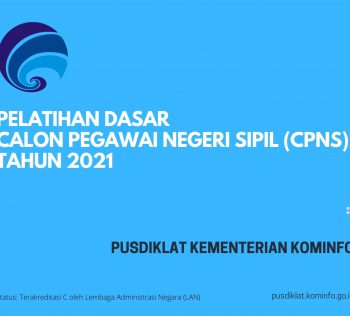 PELATIHAN DASAR
CALON PEGAWAI NEGERI SIPIL (CPNS)
TAHUN 2021
PUSDIKLAT KEMENTERIAN KOMINFO
Status: Terakreditasi C oleh Lembaga Administrasi Negara (LAN)
pusdiklat.kominfo.go.i